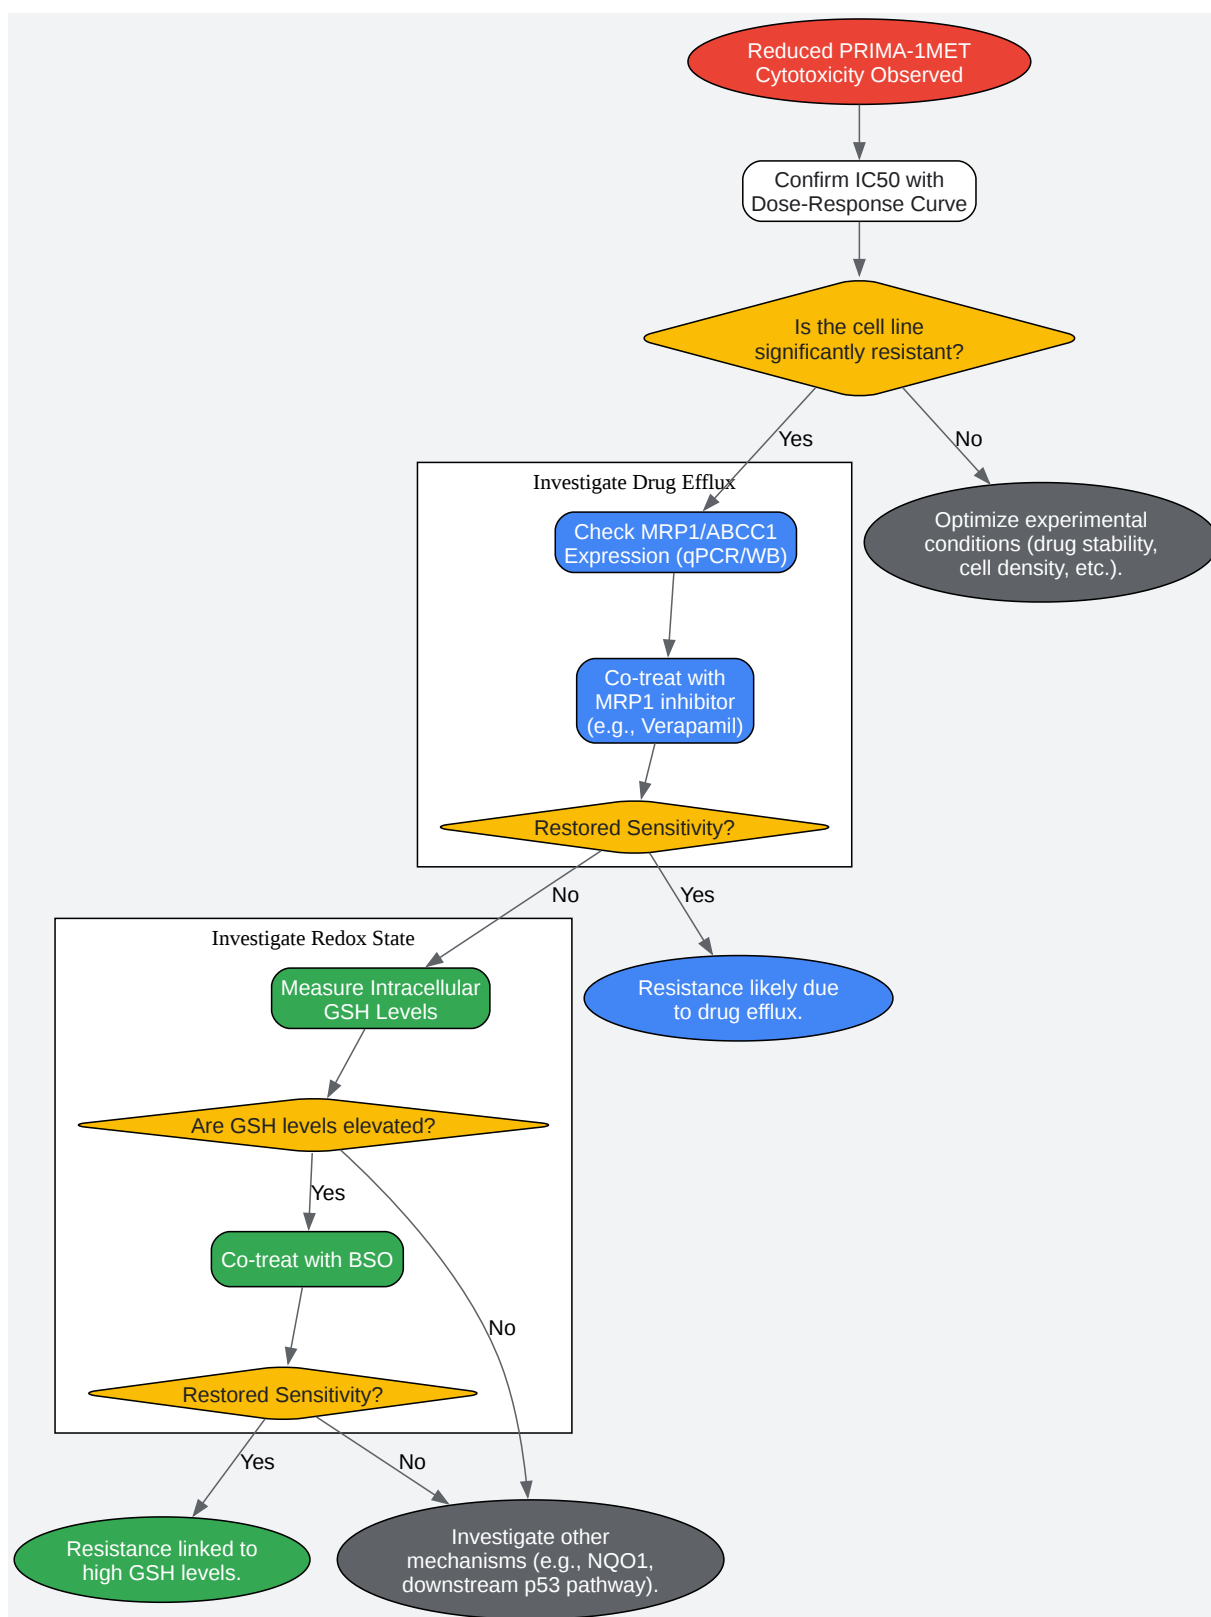 Reduced PRIMA-1MET
Cytotoxicity Observed
Confirm IC50 with
Dose-Response Curve
Is the cell line
significantly resistant?
Yes
No
Investigate Drug Efflux
Check MRP1/ABCC1
Expression (qPCR/WB)
Optimize experimental
conditions (drug stability,
cell density, etc.).
Co-treat with
MRP1 inhibitor
(e.g., Verapamil)
Restored Sensitivity?
No
Yes
Investigate Redox State
Measure Intracellular
GSH Levels
Resistance likely due
to drug efflux.
Are GSH levels elevated?
Yes
Co-treat with BSO
No
Restored Sensitivity?
Yes
No
Resistance linked to
high GSH levels.
Investigate other
mechanisms (e.g., NQO1,
downstream p53 pathway).